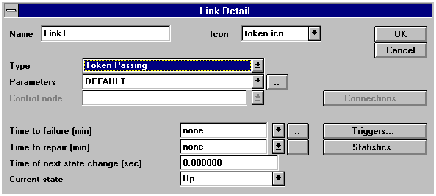 Link Detail
Name Link1 Icon token icn OK
Cancel
Type Token Passing
Parameters DEFAULT ..
Control node Connections
Time to failure [min] none .. Triggers...
Time to repair [min] none .. Statistics
Time of next state change [sec] 0.000000
Current state Up